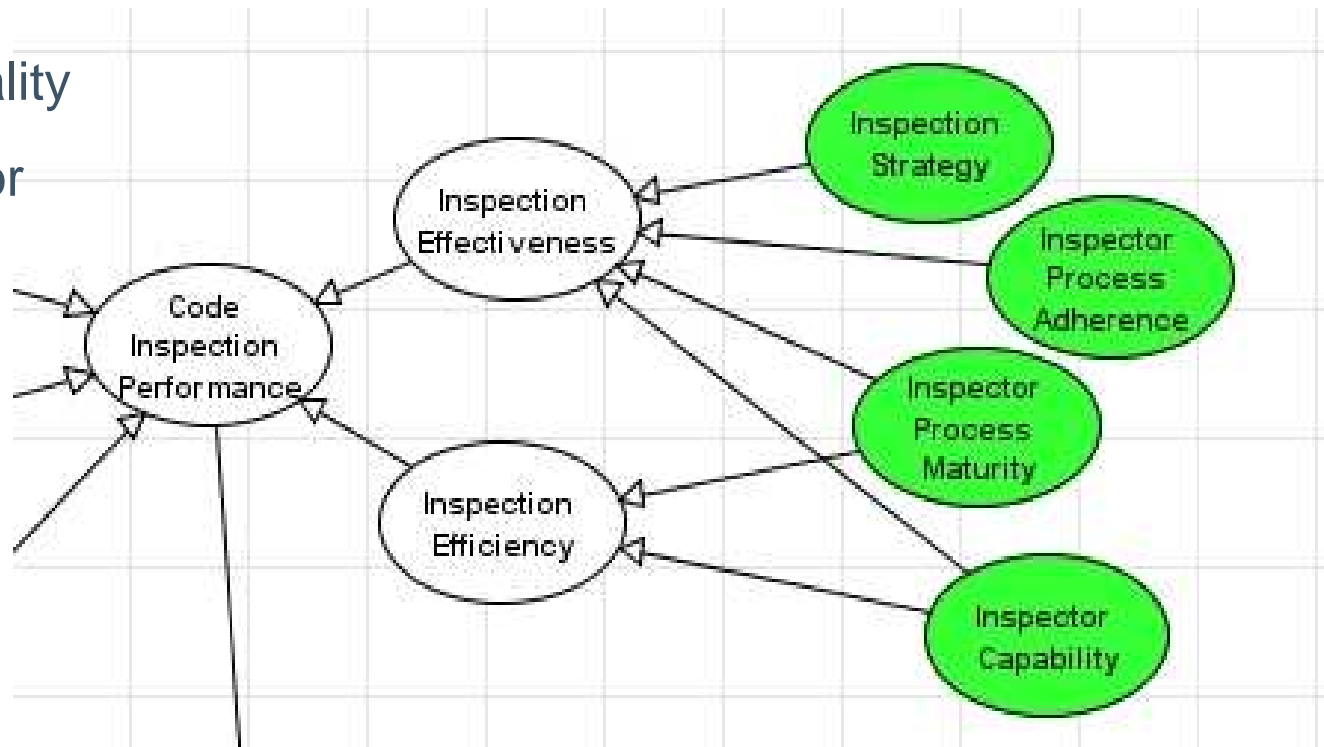 ality
or
Inspection
Strategy
Inspection
Effectiveness
Inspector
Process
Adherence
Code
Inspection
Performance
Inspector
Process
Maturity
Inspection
Efficiency
Inspector
Capability